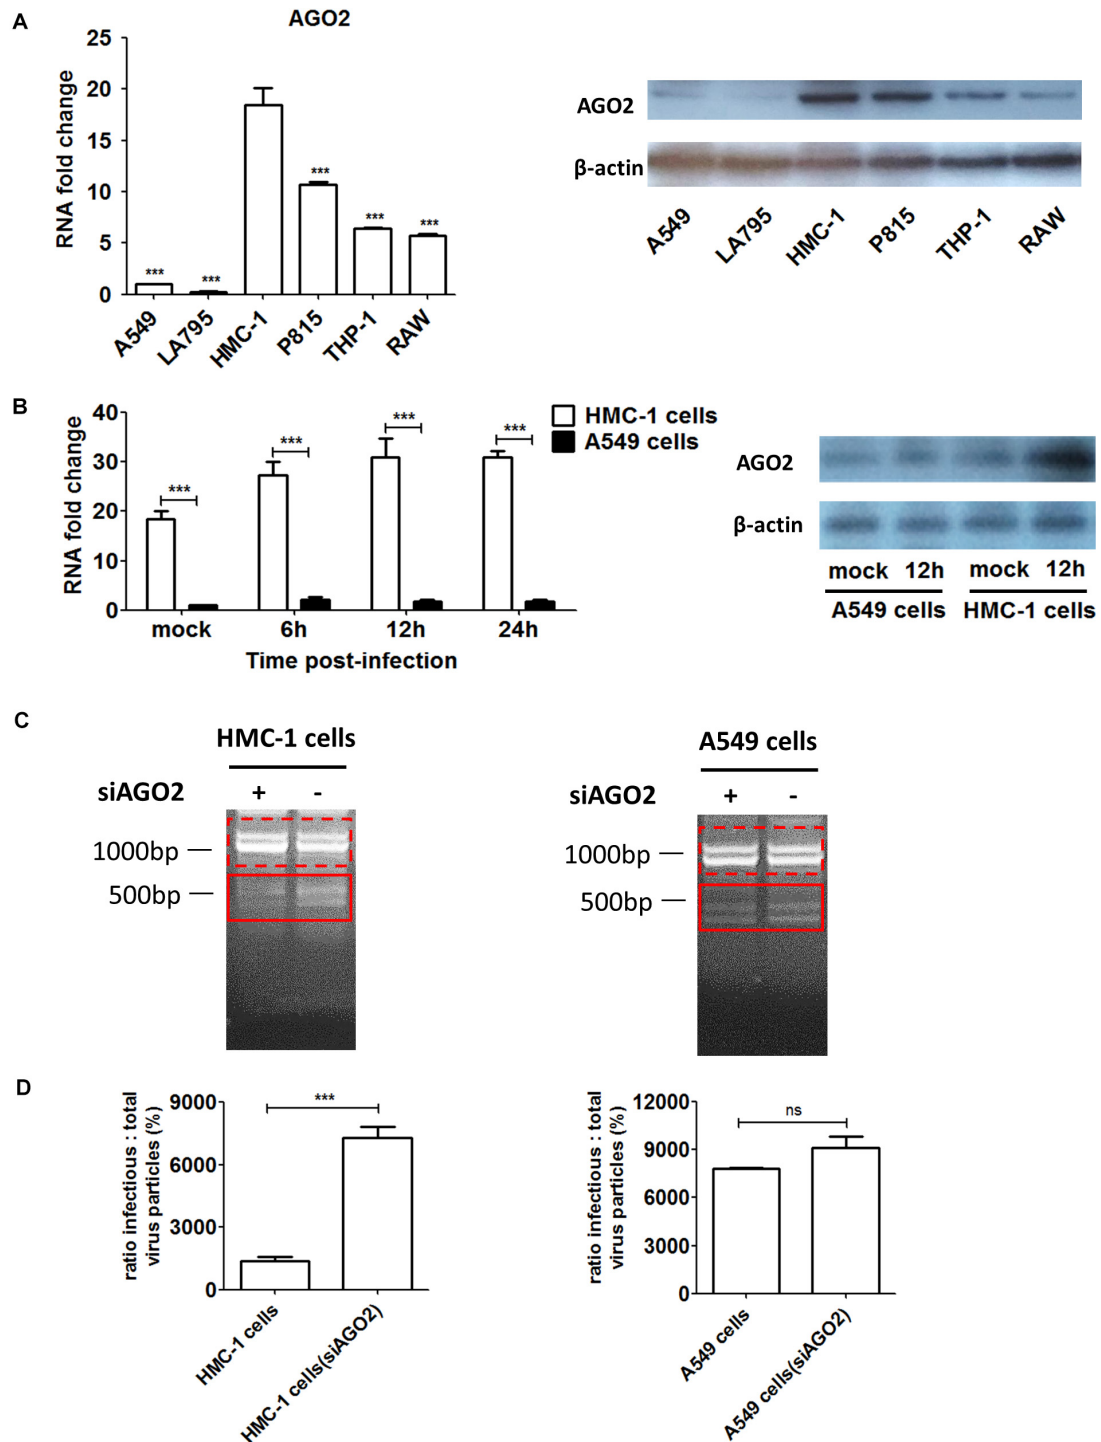 A
AGO2
RNA fold change
25
20
15
10
5
0
***
***
***
***
***
A549
LA795
HMC-1
P815
THP-1
RAW
AGO2
β-actin
A549
LA795
HMC-1
P815
THP-1
RAW
B
RNA fold change
40
30
20
10
0
***
***
***
***
HMC-1 cells
A549 cells
mock
6h
12h
24h
Time post-infection
AGO2
β-actin
mock 12h mock 12h
A549 cells HMC-1 cells
C
HMC-1 cells
siAGO2 + -
1000bp
500bp
A549 cells
siAGO2 + -
1000bp
500bp
D
ratio infectious : total
virus particles (%)
9000
6000
3000
0
***
HMC-1 cells
HMC-1 cells(siAGO2)
ratio infectious : total
virus particles (%)
12000
9000
6000
3000
0
ns
A549 cells
A549 cells(siAGO2)